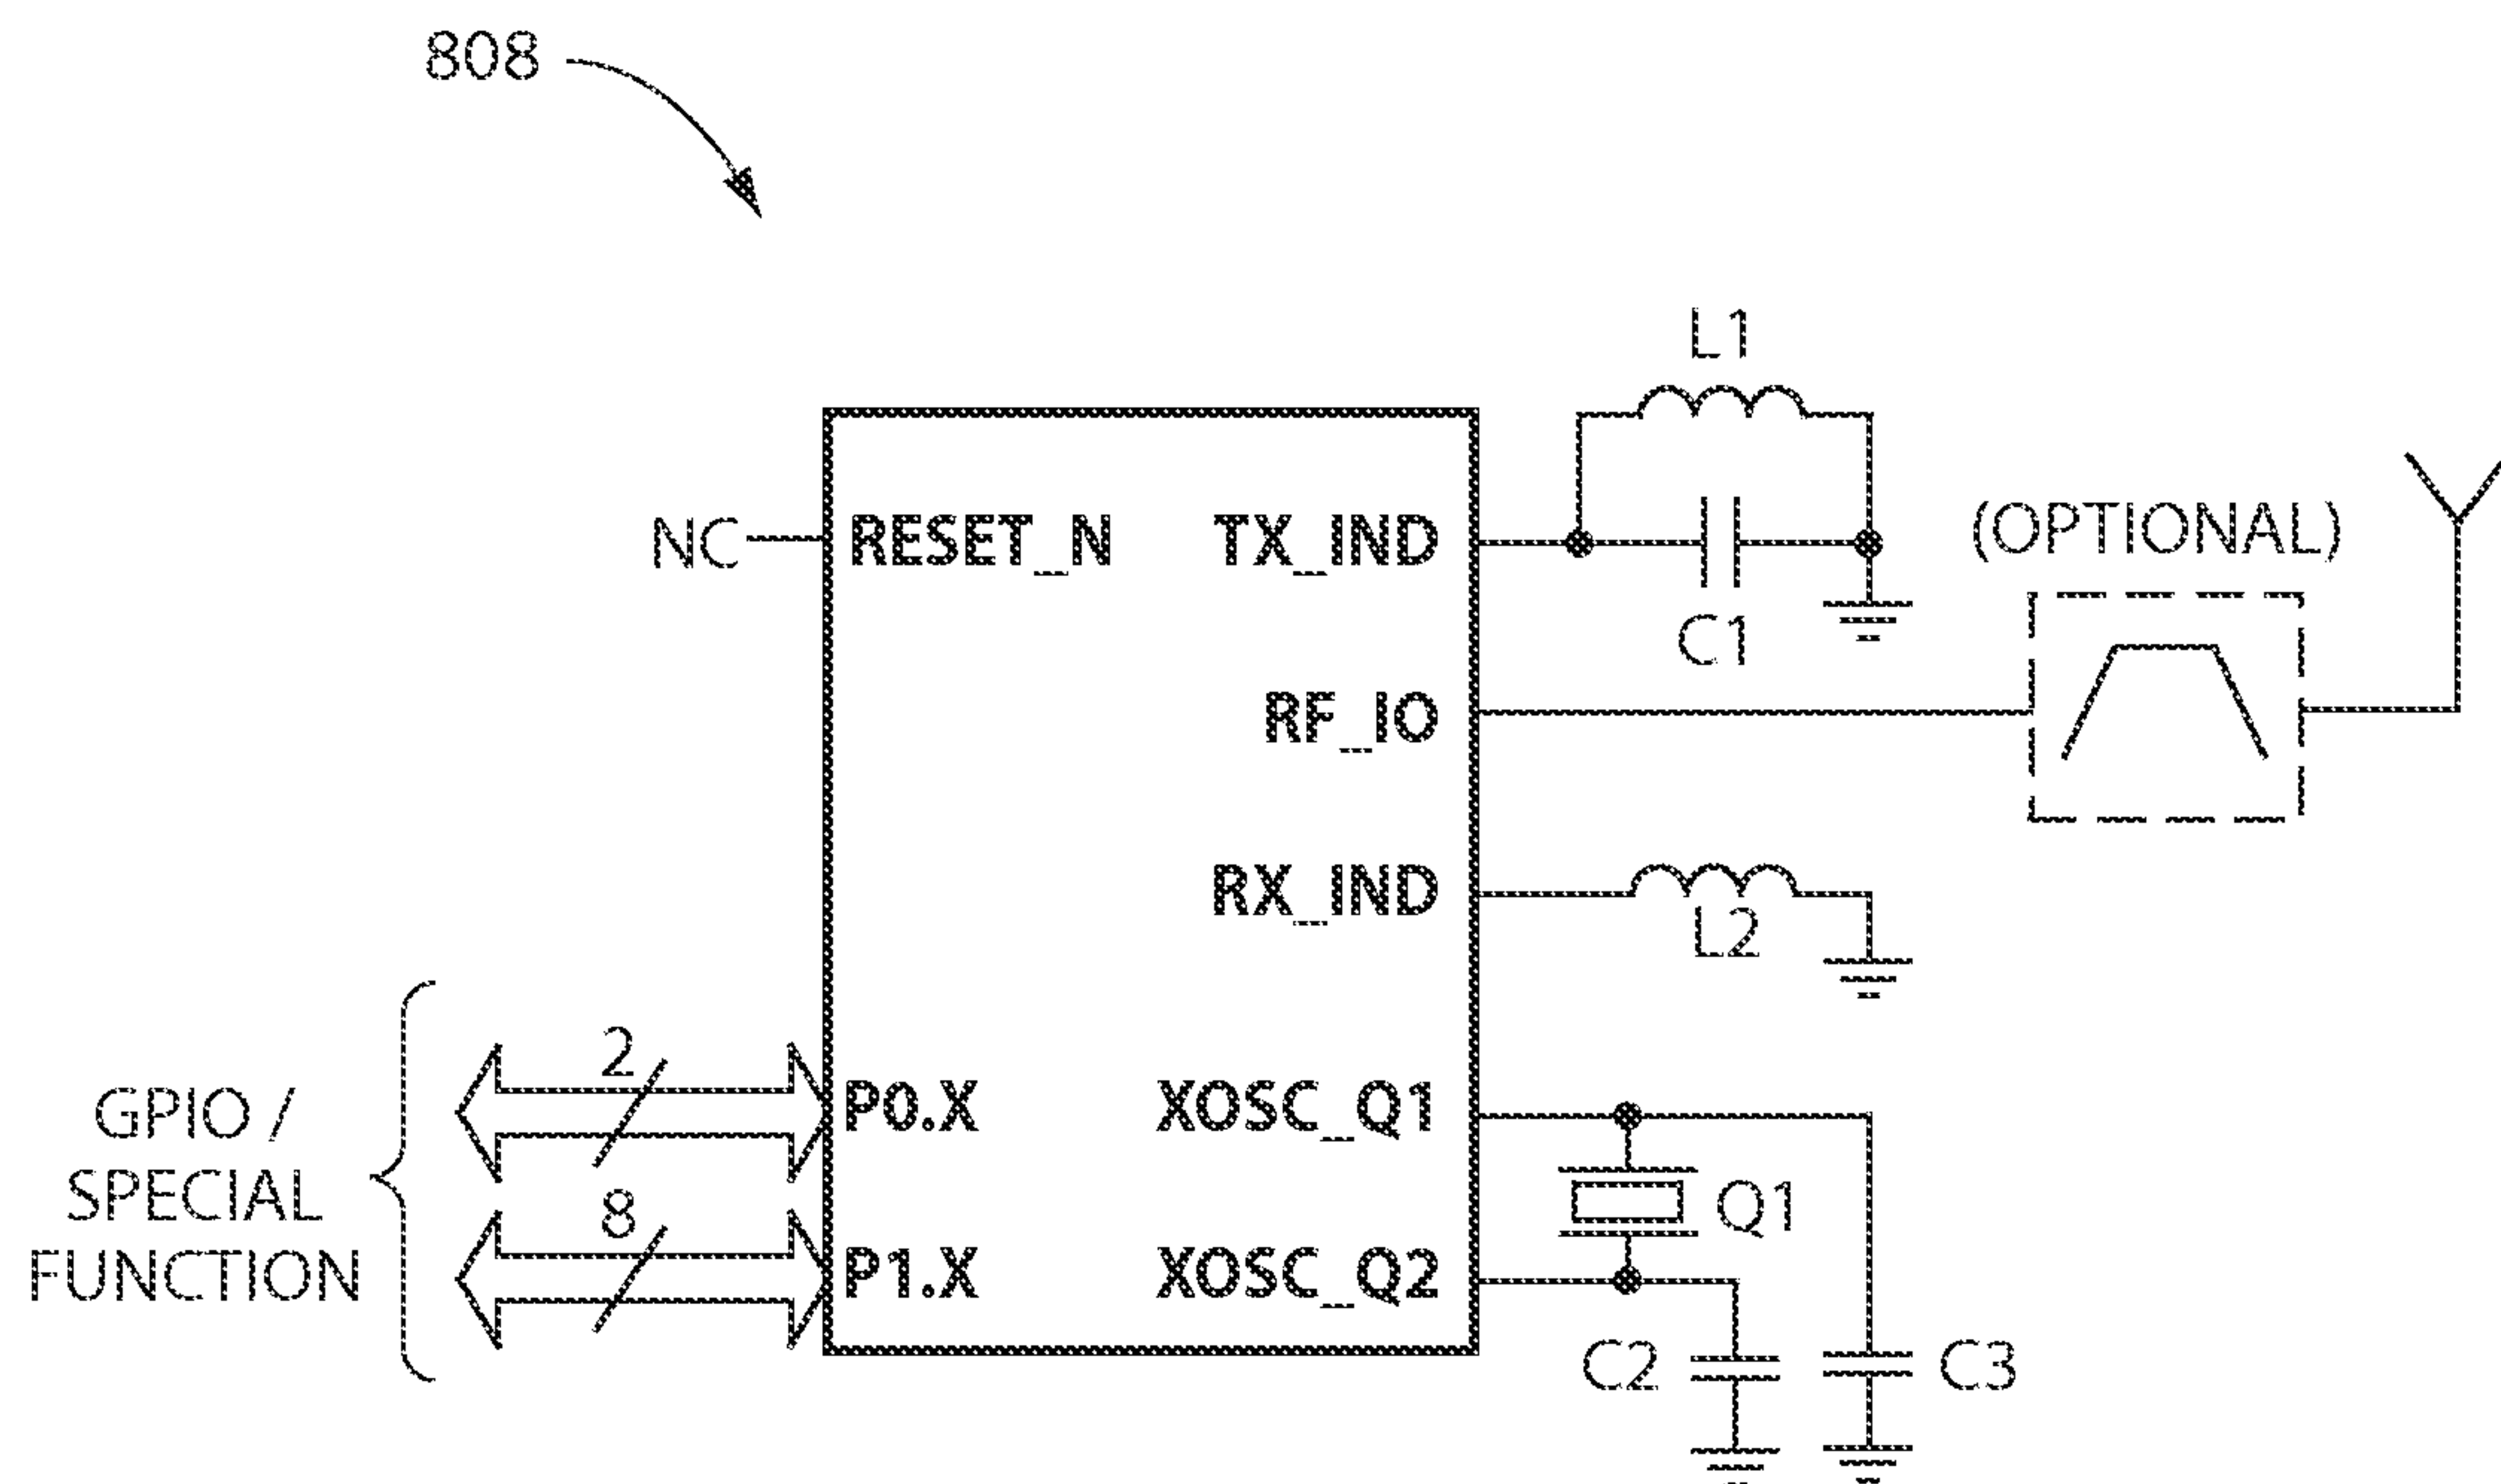 808
L1
NC
RESET_N
TX_IND
(OPTIONAL)
C1
RF_IO
RX_IND
L2
2
GPIO /
SPECIAL
FUNCTION
P0.X
XOSC_Q1
8
Q1
P1.X
XOSC_Q2
C2
C3